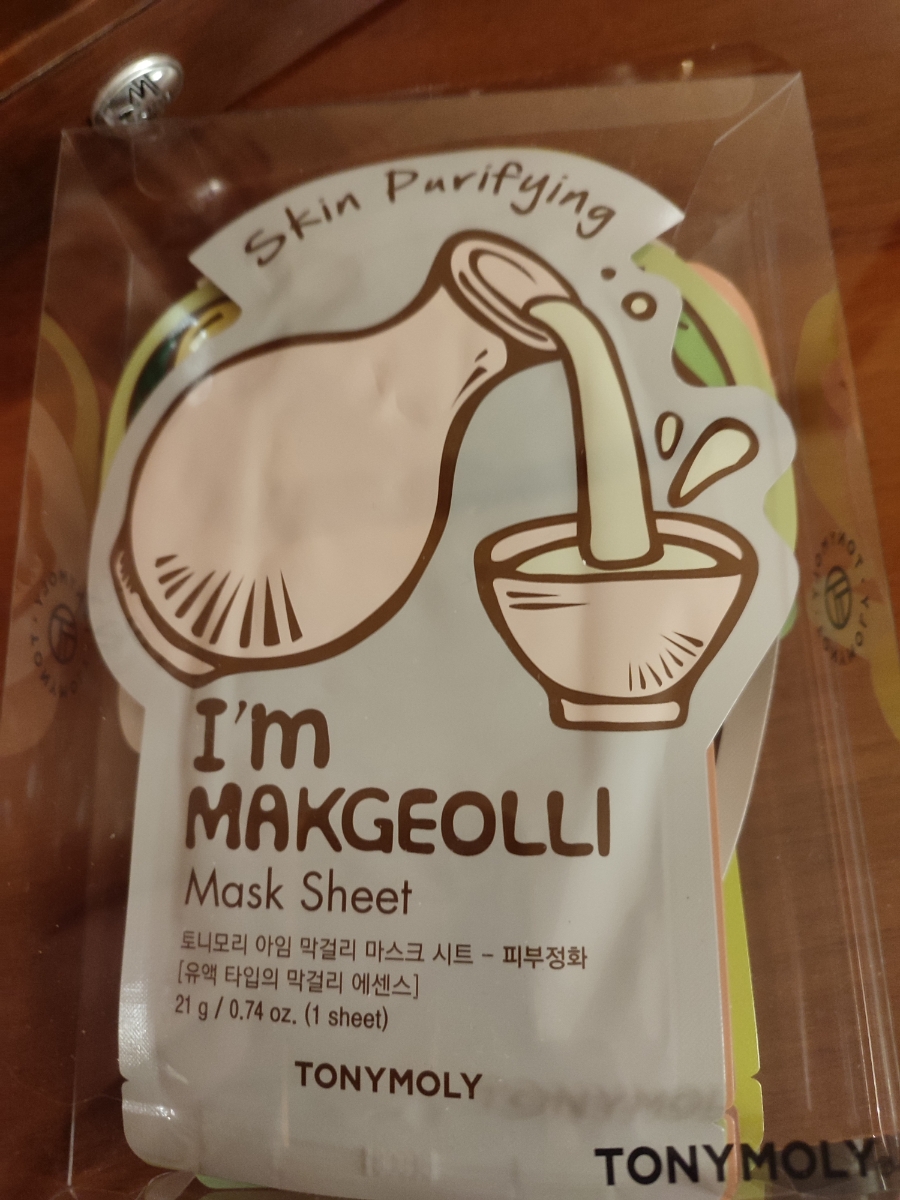 Skin Purifying
I'm
MAKGEOLLI
Mask Sheet
토니모리 아임 막걸리 마스크 시트 - 피부정화
[유액 타입의 막걸리 에센스]
21 g / 0.74 oz. (1 sheet)
TONYMOLY
TONYMOLY